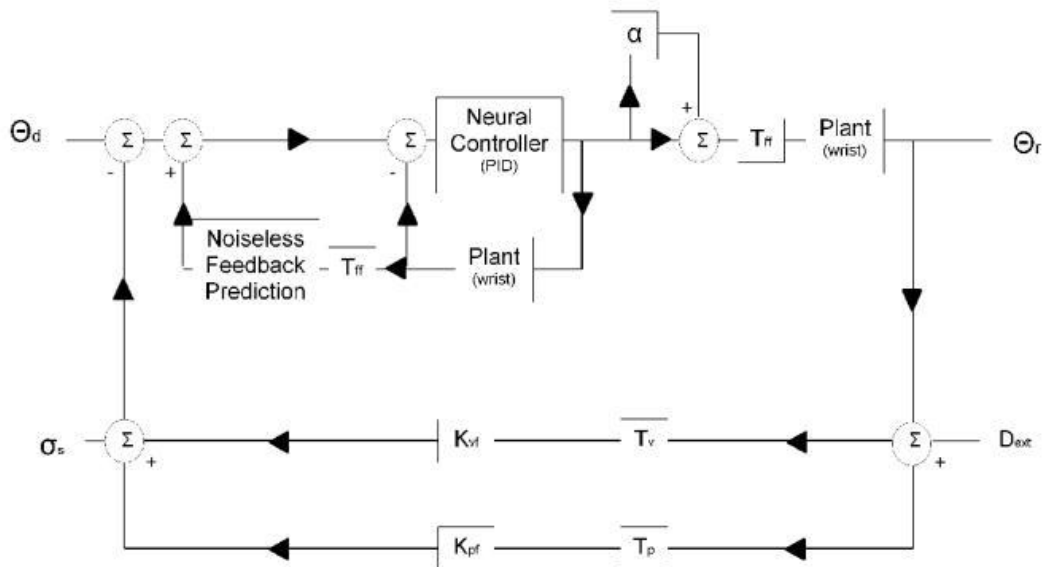 α
+
Θd
Σ
Σ
Σ
Neural
Controller
(PID)
Σ
Tff
Plant
(wrist)
Θr
-
+
-
Noiseless
Feedback
Prediction
Tff
Plant
(wrist)
σs
Σ
+
Kvf
Tv
Σ
+
Dext
Kpf
Tp